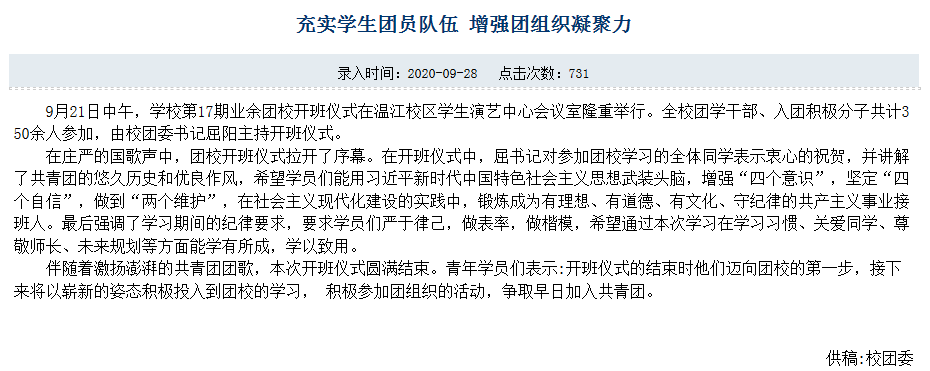 充实学生团员队伍 增强团组织凝聚力
录入时间：2020-09-28 点击次数：731
9月21日中午，学校第17期业余团校开班仪式在温江校区学生演艺中心会议室隆重举行。全校团学干部、入团积极分子共计3
50余人参加，由校团委书记屈阳主持开班仪式。
在庄严的国歌声中，团校开班仪式拉开了序幕。在开班仪式中，屈书记对参加团校学习的全体同学表示衷心的祝贺，并讲解
了共青团的悠久历史和优良作风，希望学员们能用习近平新时代中国特色社会主义思想武装头脑，增强“四个意识”，坚定“四
个自信”，做到“两个维护”，在社会主义现代化建设的实践中，锻炼成为有理想、有道德、有文化、守纪律的共产主义事业接
班人。最后强调了学习期间的纪律要求，要求学员们严于律己，做表率，做楷模，希望通过本次学习在学习习惯、关爱同学、尊
敬师长、未来规划等方面能学有所成，学以致用。
伴随着激扬澎湃的共青团团歌，本次开班仪式圆满结束。青年学员们表示:开班仪式的结束时他们迈向团校的第一步，接下
来将以崭新的姿态积极投入到团校的学习， 积极参加团组织的活动，争取早日加入共青团。
供稿:校团委